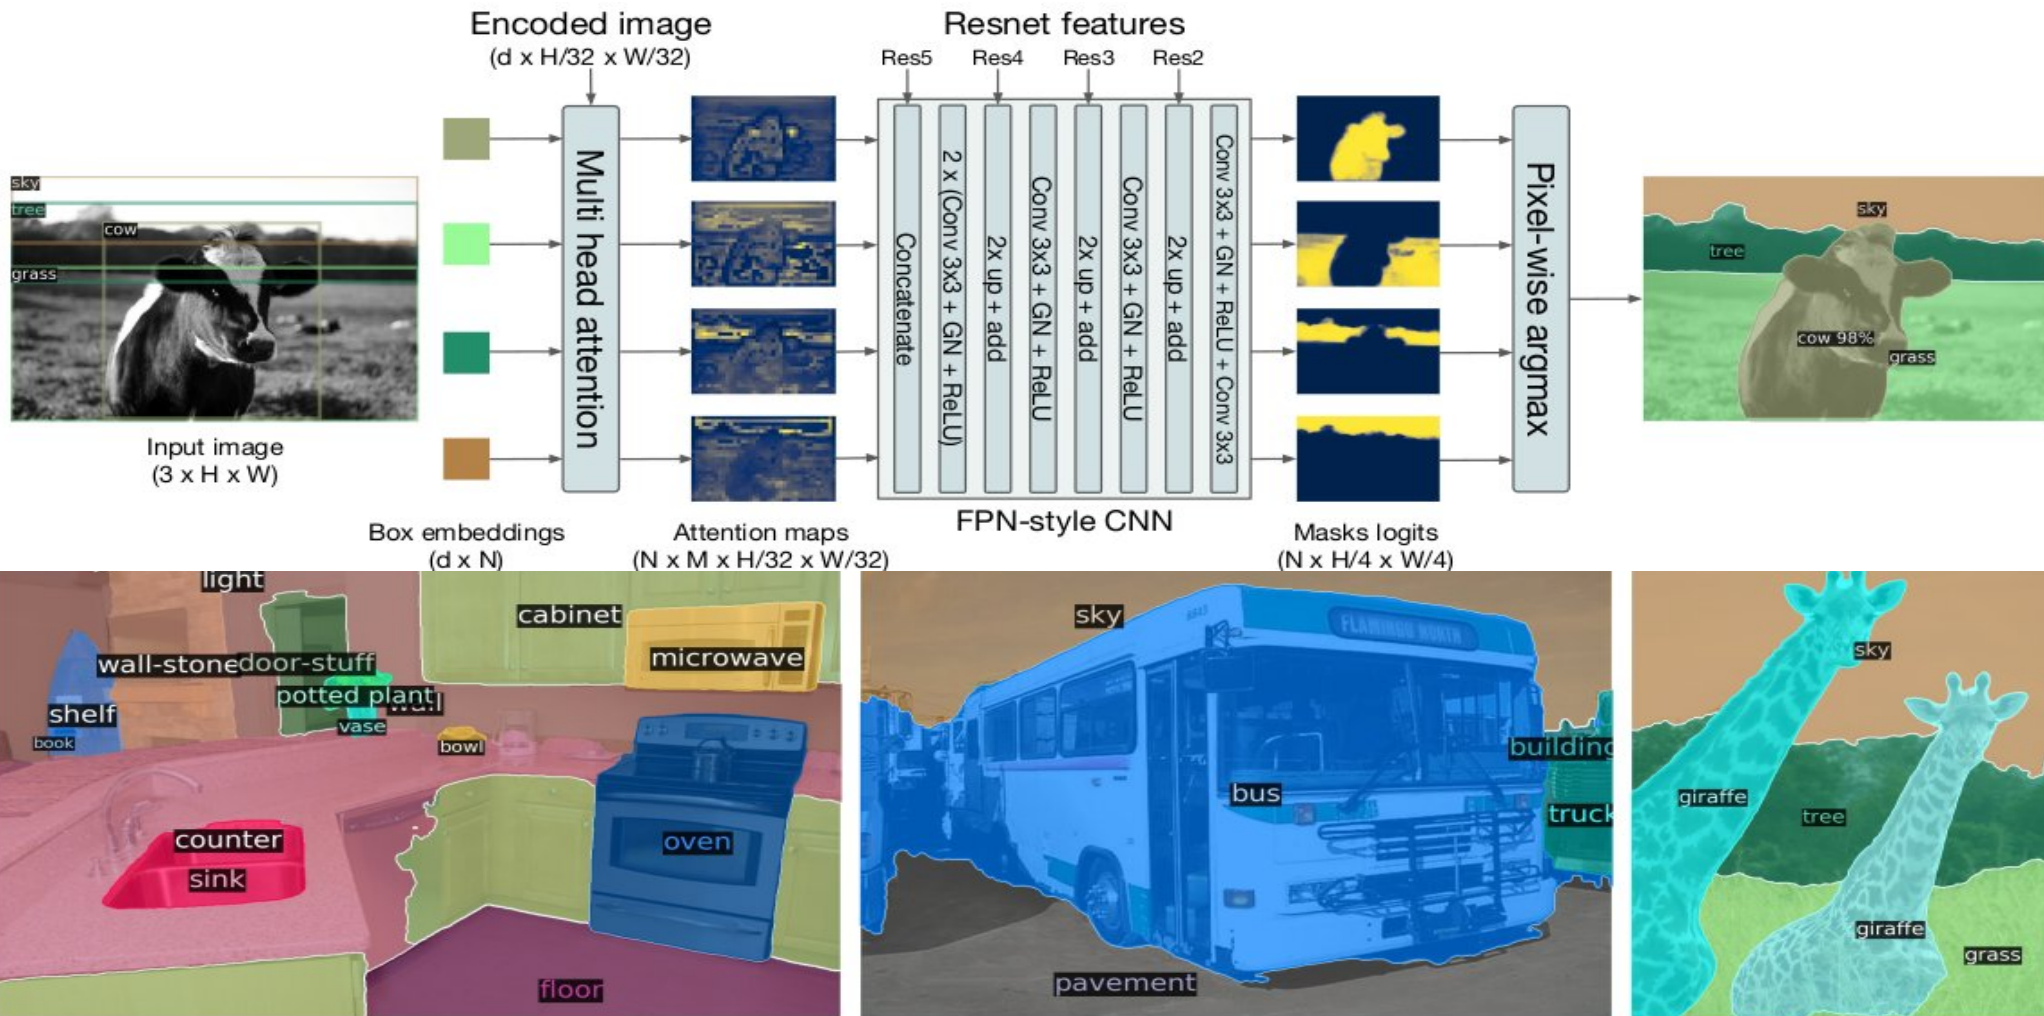 Encoded image
(d x H/32 x W/32)
Resnet features
Res5
Res4
Res3
Res2
sky
tree
cow
grass
Input image
(3 x H x W)
Multi head attention
Concatenate
2 x (Conv 3x3 + GN + ReLU)
2x up + add
Conv 3x3 + GN + ReLU
2x up + add
Conv 3x3 + GN + ReLU
2x up + add
Conv 3x3 + GN + ReLU + Conv 3x3
Pixel-wise argmax
sky
tree
cow 98%
grass
Box embeddings
(d x N)
Attention maps
(N x M x H/32 x W/32)
FPN-style CNN
Masks logits
(N x H/4 x W/4)
light
cabinet
microwave
wall-stone
door-stuff
potted plant
wall
shelf
vase
book
bowl
counter
sink
oven
floor
sky
FLAMINGO NORTH
building
bus
truck
pavement
sky
giraffe
tree
giraffe
grass